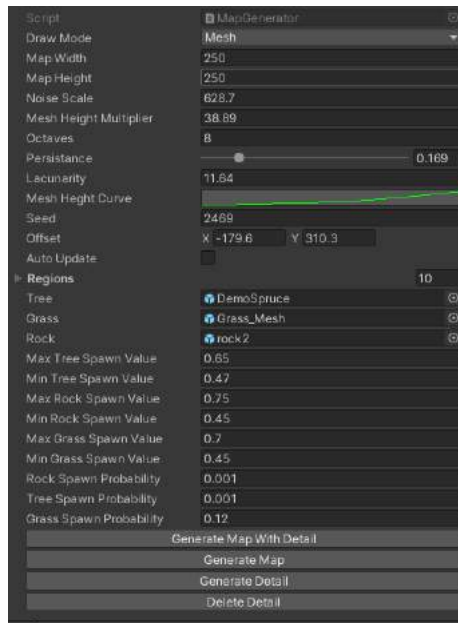 Script MapGenerator
Draw Mode Mesh
Map Width 250
Map Height 250
Noise Scale 628.7
Mesh Height Multiplier 38.89
Octaves 8
Persistance 0.169
Lacunarity 11.64
Mesh Heght Curve
Seed 2469
Offset X -179.6 Y 310.3
Auto Update
Regions 10
Tree DemoSpruce
Grass Grass_Mesh
Rock rock2
Max Tree Spawn Value 0.65
Min Tree Spawn Value 0.47
Max Rock Spawn Value 0.75
Min Rock Spawn Value 0.45
Max Grass Spawn Value 0.7
Min Grass Spawn Value 0.45
Rock Spawn Probability 0.001
Tree Spawn Probability 0.001
Grass Spawn Probability 0.12
Generate Map With Detail
Generate Map
Generate Detail
Delete Detail